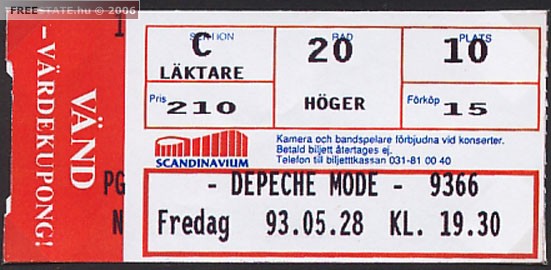 FREESTATE.hu © 2006
VÄND
-VÄRDEKUPONG!
SEKTION RAD PLATS
C 20 10
LÄKTARE HÖGER
Pris 210 Förköp 15
SCANDINAVIUM
Kamera och bandspelare förbjudna vid konserter.
Betald biljett återtages ej.
Telefon till biljettkassan 031-81 00 40
PG - DEPECHE MODE - 9366
N Fredag 93.05.28 KL. 19.30